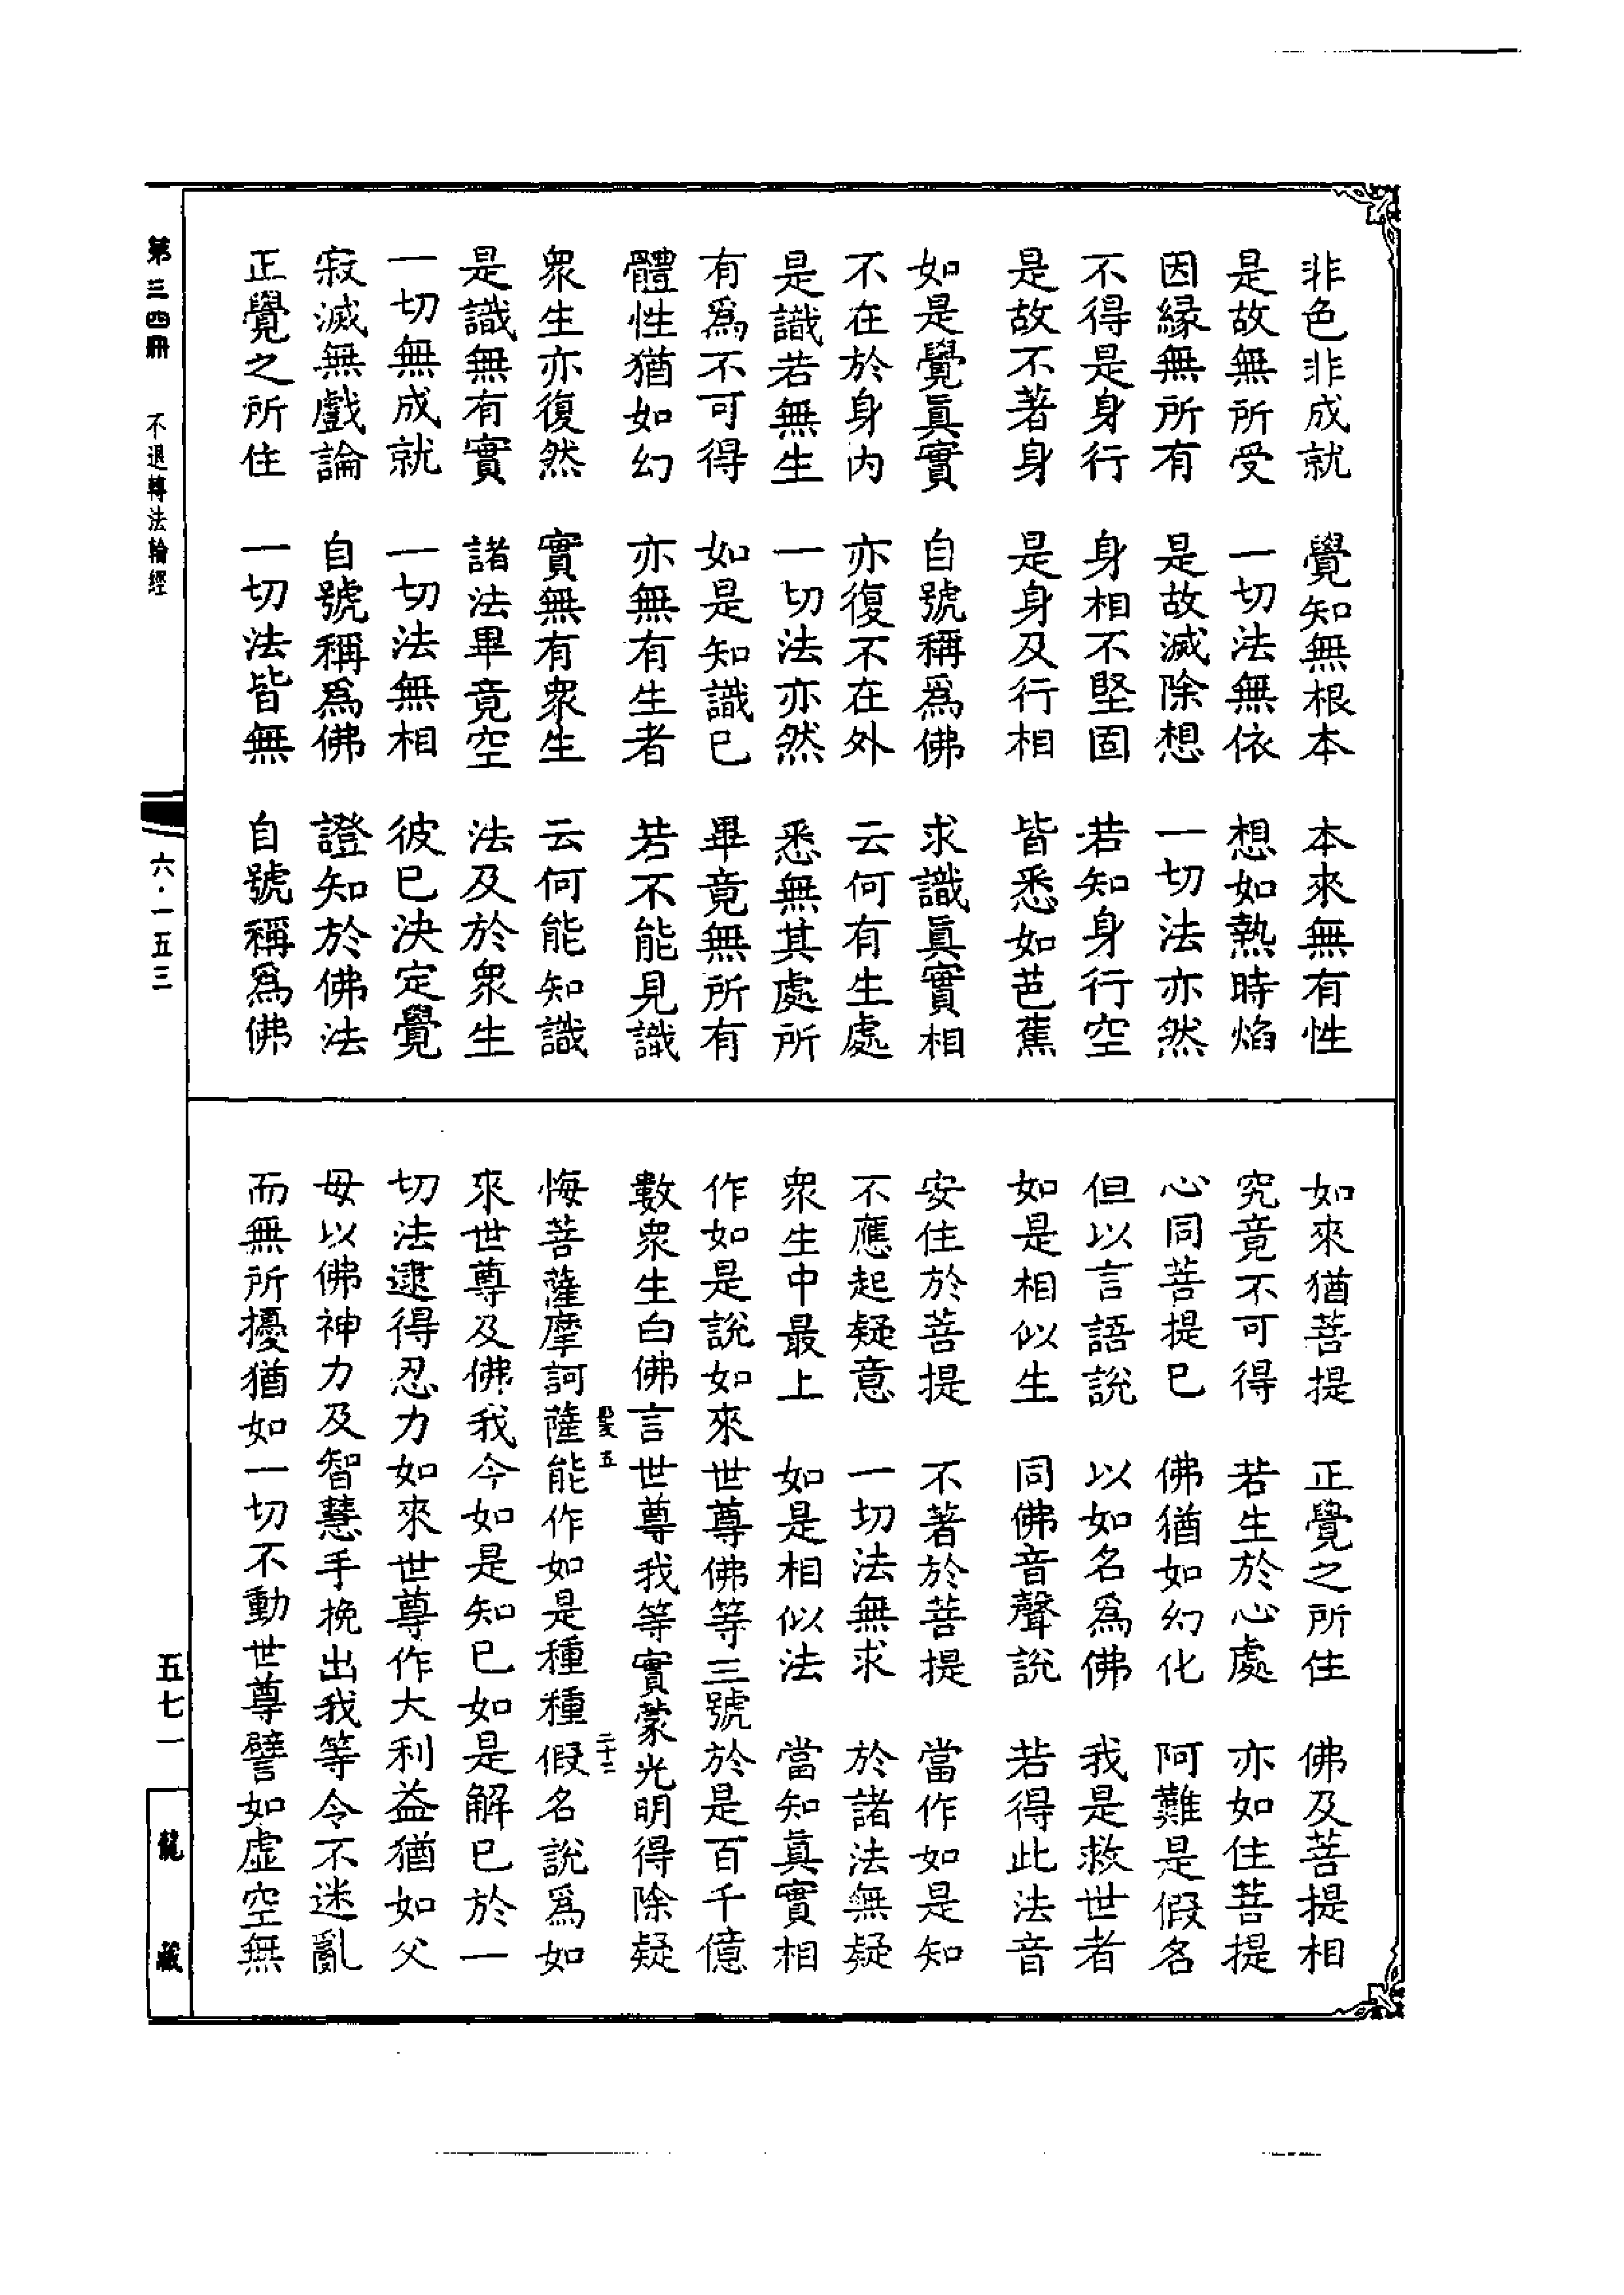 非色非成就　覺知無根本　本來無有性
是故無所受　一切法無依　想如熱時焰
因緣無所有　是故滅除想　一切法亦然
不得是身行　身相不堅固　若知身行空
是故不著身　是身及行相　皆悉如芭蕉
如是覺眞實　自號稱爲佛　求識眞實相
不在於身內　亦復不在外　云何有生處
是識若無生　一切法亦然　悉無其處所
有爲不可得　如是知識已　畢竟無所有
體性猶如幻　亦無有生者　若不能見識
衆生亦復然　實無有衆生　云何能知識
是識無有實　諸法畢竟空　法及於衆生
一切無成就　一切法無相　彼已決定覺
寂滅無戲論　自號稱爲佛　證知於佛法
正覺之所住　一切法皆無　自號稱爲佛
如來猶菩提　正覺之所住　佛及菩提相
究竟不可得　若生於心處　亦如住菩提
心同菩提已　佛猶如幻化　阿難是假名
但以言語說　以如名爲佛　我是救世者
如是相似生　同佛音聲說　若得此法音
安住於菩提　不著於菩提　當作如是知
不應起疑意　一切法無求　於諸法無疑
衆生中最上　如是相似法　當知眞實相
作如是說如來世尊佛等三號於是百千億
數衆生白佛言世尊我等實蒙光明得除疑
悔菩薩摩訶薩能作如是種種假名說爲如
來世尊及佛我今如是知已如是解已於一
切法逮得忍力如來世尊作大利益猶如父
母以佛神力及智慧手挽出我等令不迷亂
而無所擾猶如一切不動世尊譬如虛空無
五
二十二
第三四冊　不退轉法輪經　六·一五三　五七一　龍藏